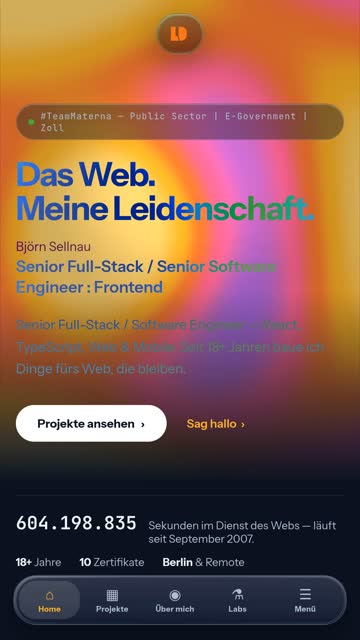 #TeamMaterna — Public Sector | E-Government |
Zoll
Das Web.
Meine Leidenschaft.
Björn Sellnau
Senior Full-Stack / Senior Software
Engineer : Frontend
Senior Full-Stack / Software Engineer — React,
TypeScript, Web & Mobile. Seit 18+ Jahren baue ich
Dinge fürs Web, die bleiben.
Projekte ansehen ›
Sag hallo ›
604.198.835
Sekunden im Dienst des Webs — läuft
seit September 2007.
18+ Jahre
10 Zertifikate
Berlin & Remote
Home
Projekte
Über mich
Labs
Menü